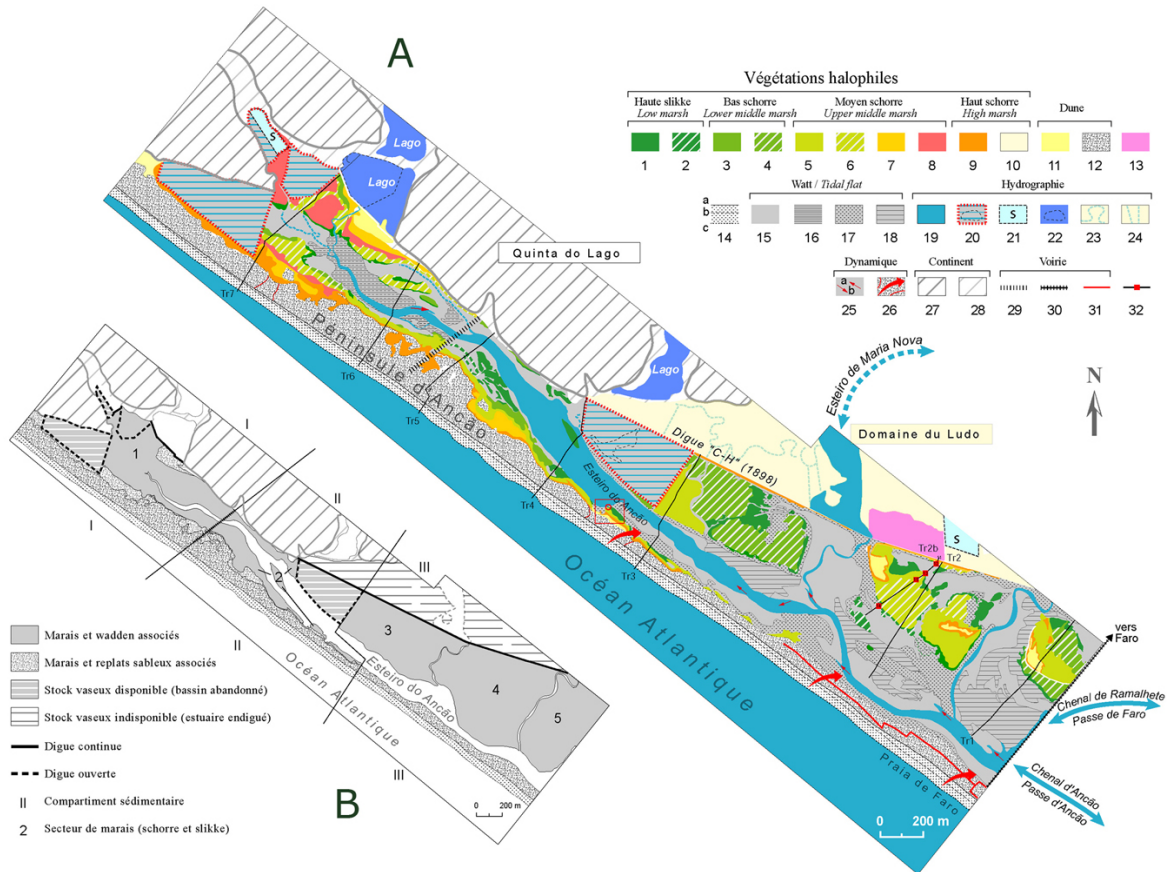 A
Végétations halophiles
Haute slikke
Low marsh
Bas schorre
Lower middle marsh
Moyen schorre
Upper middle marsh
Haut schorre
High marsh
Dune
1 2 3 4 5 6 7 8 9 10 11 12 13
Watt / Tidal flat
Hydrographie
a
b
c
S
14 15 16 17 18 19 20 21 22 23 24
Dynamique
Continent
Voirie
a
b
25 26 27 28 29 30 31 32
S
Lago
Lago
Quinta do Lago
Lago
Esteiro de Maria Nova
N
Domaine du Ludo
Digue "C-H" (1898)
Péninsule d'Ancão
Esteiro do Ancão
Océan Atlantique
Praia de Faro
S
Tr7
Tr6
Tr5
Tr4
Tr3
Tr2b
Tr2
Tr1
vers
Faro
Chenal de Ramalhete
Passe de Faro
Chenal d'Ancão
Passe d'Ancão
0 200 m
B
I
II
III
I
II
III
1
2
3
4
5
Esteiro do Ancão
Océan Atlantique
0 200 m
Marais et wadden associés
Marais et replats sableux associés
Stock vaseux disponible (bassin abandonné)
Stock vaseux indisponible (estuaire endigué)
Digue continue
Digue ouverte
II Compartiment sédimentaire
2 Secteur de marais (schorre et slikke)